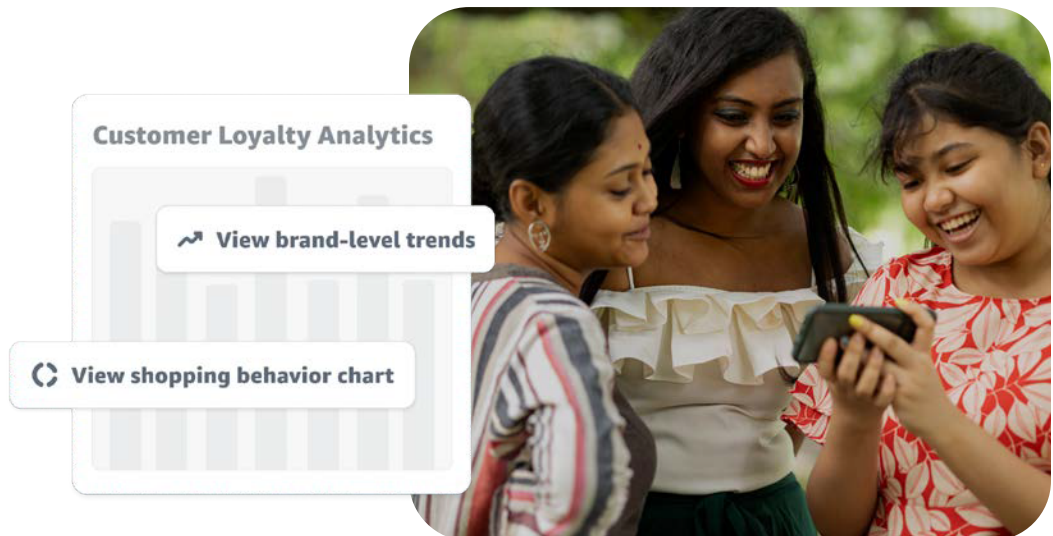 Customer Loyalty Analytics
View brand-level trends
View shopping behavior chart